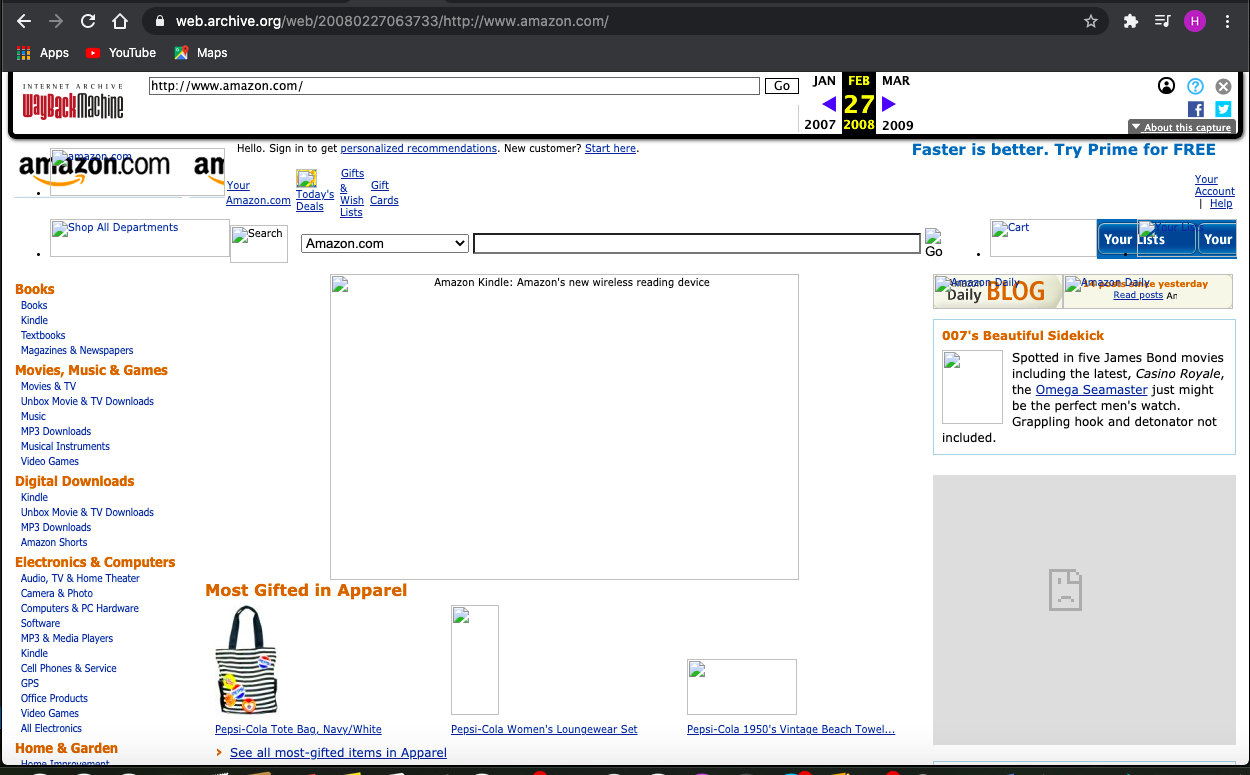 web.archive.org/web/20080227063733/http://www.amazon.com/
H
Apps YouTube Maps
INTERNET ARCHIVE
WayBackMachine
http://www.amazon.com/
Go
JAN FEB MAR
27
2007 2008 2009
About this capture
amazon.com
amazon.com
am
Hello. Sign in to get personalized recommendations. New customer? Start here.
Faster is better. Try Prime for FREE
Your Amazon.com
Today's Deals
Gifts & Wish Lists
Gift Cards
Your Account
| Help
Shop All Departments
Search
Amazon.com
Go
Cart
Your Lists
Your Lists
Your
Books
Books
Kindle
Textbooks
Magazines & Newspapers
Movies, Music & Games
Movies & TV
Unbox Movie & TV Downloads
Music
MP3 Downloads
Musical Instruments
Video Games
Digital Downloads
Kindle
Unbox Movie & TV Downloads
MP3 Downloads
Amazon Shorts
Electronics & Computers
Audio, TV & Home Theater
Camera & Photo
Computers & PC Hardware
Software
MP3 & Media Players
Kindle
Cell Phones & Service
GPS
Office Products
Video Games
All Electronics
Home & Garden
Home Improvement
Amazon Kindle: Amazon's new wireless reading device
Most Gifted in Apparel
Pepsi-Cola Tote Bag, Navy/White
Pepsi-Cola Women's Loungewear Set
Pepsi-Cola 1950's Vintage Beach Towel...
See all most-gifted items in Apparel
Amazon Daily
Daily BLOG
Amazon Daily
posts since yesterday
Read posts
007's Beautiful Sidekick
Spotted in five James Bond movies
including the latest, Casino Royale,
the Omega Seamaster just might
be the perfect men's watch.
Grappling hook and detonator not
included.